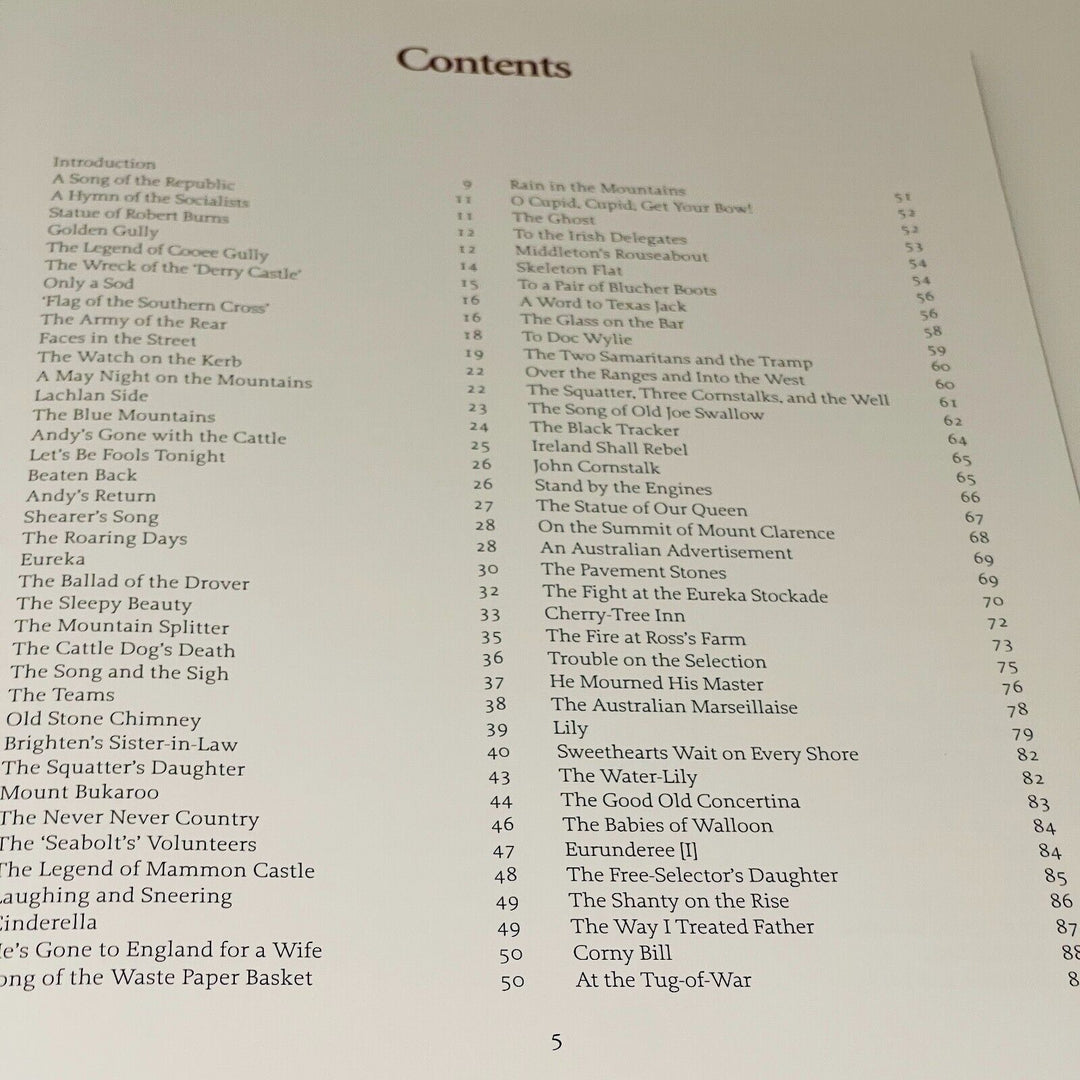 Contents
Introduction 9
A Song of the Republic 11
A Hymn of the Socialists 11
Statue of Robert Burns 12
Golden Gully 12
The Legend of Cooee Gully 14
The Wreck of the ‘Derry Castle’ 15
Only a Sod 16
‘Flag of the Southern Cross’ 16
The Army of the Rear 18
Faces in the Street 19
The Watch on the Kerb 22
A May Night on the Mountains 22
Lachlan Side 23
The Blue Mountains 24
Andy’s Gone with the Cattle 25
Let’s Be Fools Tonight 26
Beaten Back 26
Andy’s Return 27
Shearer’s Song 28
The Roaring Days 28
Eureka 30
The Ballad of the Drover 32
The Sleepy Beauty 33
The Mountain Splitter 35
The Cattle Dog’s Death 36
The Song and the Sigh 37
The Teams 38
Old Stone Chimney 39
Brighten’s Sister-in-Law 40
The Squatter’s Daughter 43
Mount Bukaroo 44
The Never Never Country 46
The ‘Seabolt’s’ Volunteers 47
The Legend of Mammon Castle 48
Laughing and Sneering 49
Cinderella 49
He’s Gone to England for a Wife 50
ong of the Waste Paper Basket 50
Rain in the Mountains 51
O Cupid, Cupid, Get Your Bow! 52
The Ghost 52
To the Irish Delegates 53
Middleton’s Rouseabout 54
Skeleton Flat 54
To a Pair of Blucher Boots 56
A Word to Texas Jack 56
The Glass on the Bar 58
To Doc Wylie 59
The Two Samaritans and the Tramp 60
Over the Ranges and Into the West 60
The Squatter, Three Cornstalks, and the Well 61
The Song of Old Joe Swallow 62
The Black Tracker 64
Ireland Shall Rebel 65
John Cornstalk 65
Stand by the Engines 66
The Statue of Our Queen 67
On the Summit of Mount Clarence 68
An Australian Advertisement 69
The Pavement Stones 69
The Fight at the Eureka Stockade 70
Cherry-Tree Inn 72
The Fire at Ross’s Farm 73
Trouble on the Selection 75
He Mourned His Master 76
The Australian Marseillaise 78
Lily 79
Sweethearts Wait on Every Shore 82
The Water-Lily 82
The Good Old Concertina 83
The Babies of Walloon 84
Eurunderee [I] 84
The Free-Selector’s Daughter 85
The Shanty on the Rise 86
The Way I Treated Father 87
Corny Bill 88
At the Tug-of-War 8
5